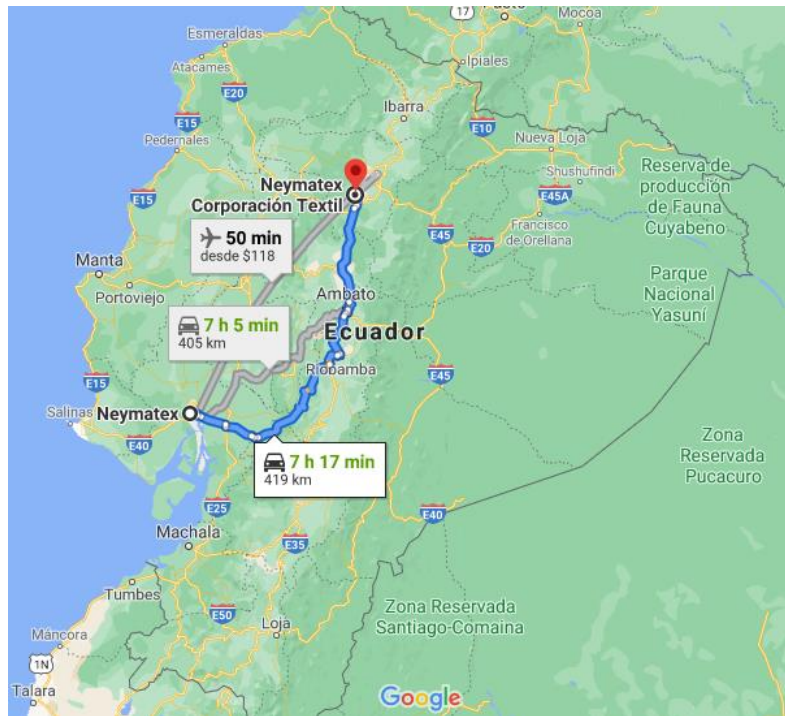 17
Pasto
Mocoa
Esmeraldas
Ipiales
Atacames
E20
Ibarra
E15
E10
Pedernales
Nueva Loja
Neymatex
Corporación Textil
Shushufindi
Reserva de
producción
de Fauna
Cuyabeno
E15
E45A
Francisco
de Orellana
E45
E20
50 min
desde $118
Manta
Portoviejo
Ambato
Parque
Nacional
Yasuní
7 h 5 min
405 km
Ecuador
Riobamba
E45
E15
Salinas
Neymatex
E40
7 h 17 min
419 km
Zona
Reservada
Pucacuro
E25
E40
Machala
E35
Tumbes
E50
Loja
Zona Reservada
Santiago-Comaina
Máncora
1N
Talara
Google